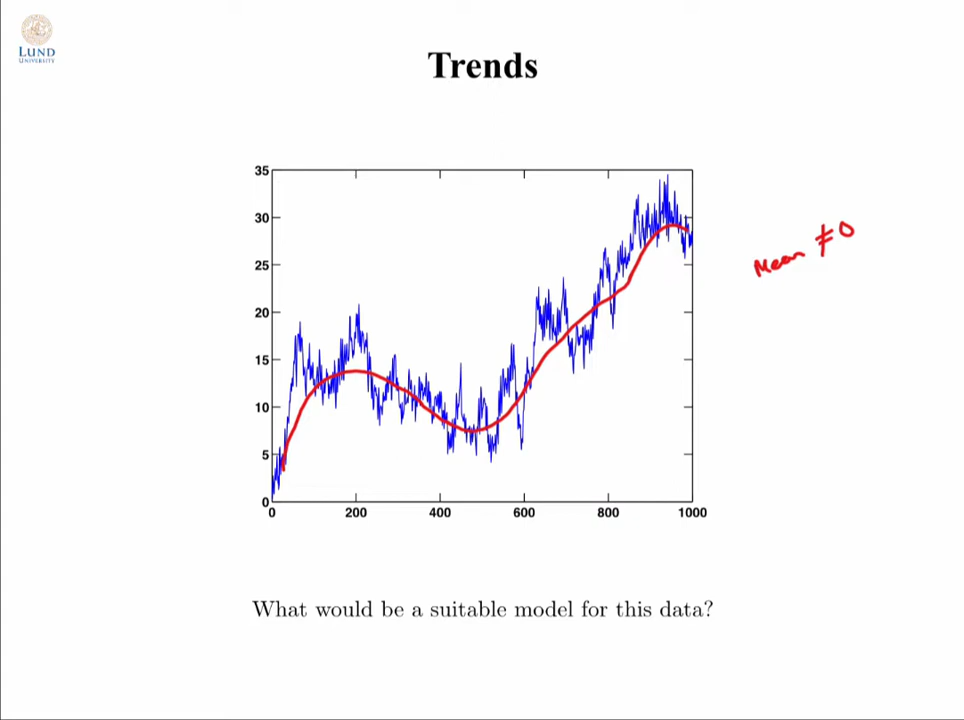 LUND
UNIVERSITY
Trends
35
30
25
20
15
10
5
0
0 200 400 600 800 1000
Mean ≠ 0
What would be a suitable model for this data?